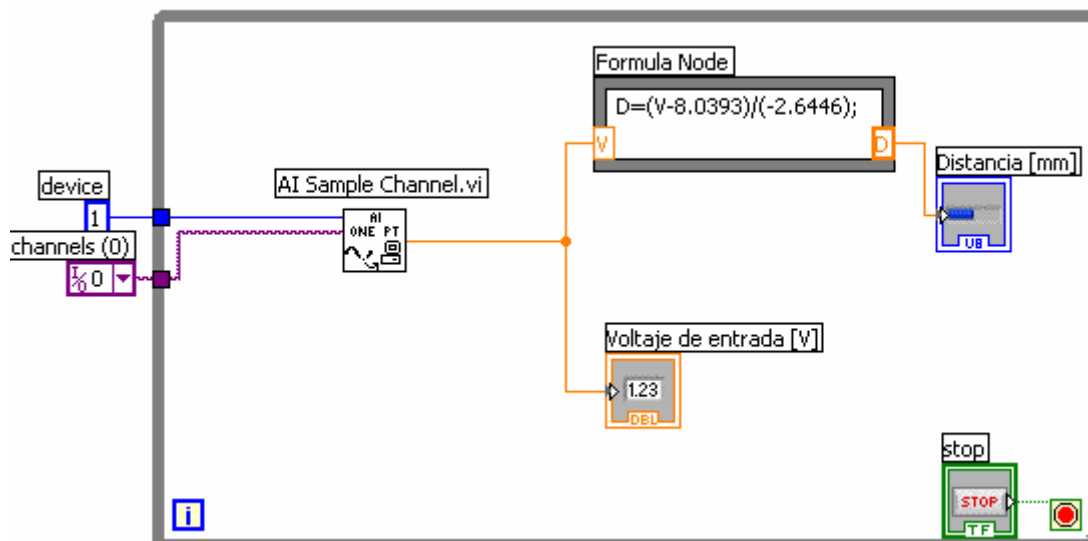 Formula Node
D=(V-8.0393)/(-2.6446);
V
D
Distancia [mm]
U8
device
1
AI Sample Channel.vi
AI
ONE PT
channels (0)
I/O 0
Voltaje de entrada [V]
1.23
DBL
stop
STOP
TF
i